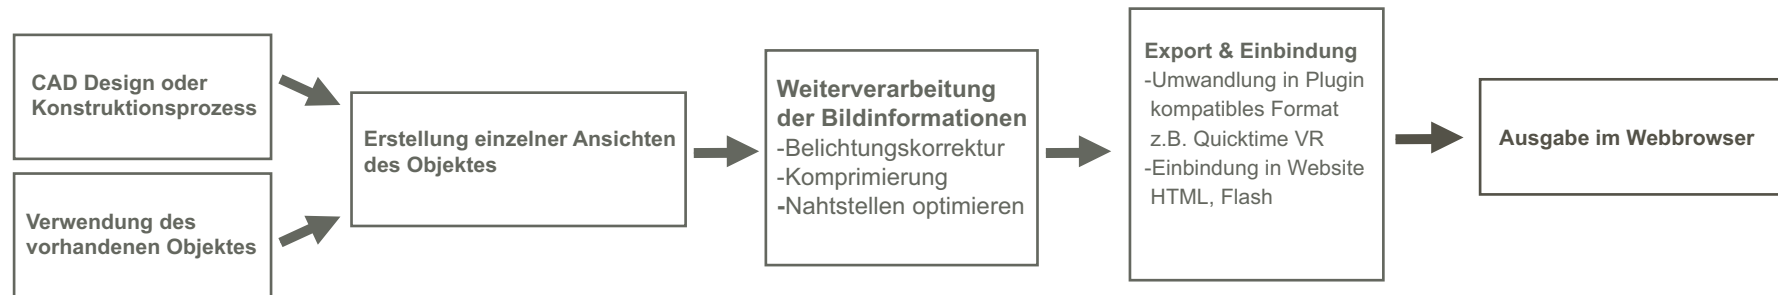 CAD Design oder
Konstruktionsprozess
Verwendung des
vorhandenen Objektes
Erstellung einzelner Ansichten
des Objektes
Weiterverarbeitung
der Bildinformationen
-Belichtungskorrektur
-Komprimierung
-Nahtstellen optimieren
Export & Einbindung
-Umwandlung in Plugin
kompatibles Format
z.B. Quicktime VR
-Einbindung in Website
HTML, Flash
Ausgabe im Webbrowser